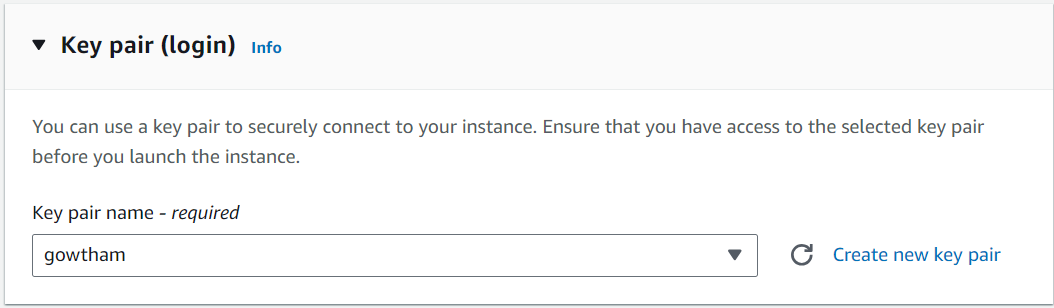 Key pair (login) Info
You can use a key pair to securely connect to your instance. Ensure that you have access to the selected key pair
before you launch the instance.
Key pair name - required
gowtham
Create new key pair